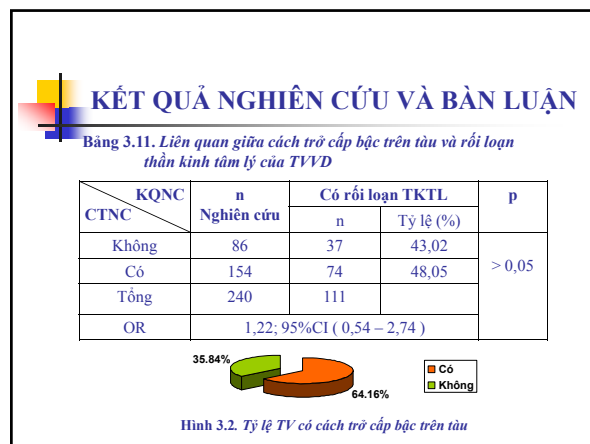 KẾT QUẢ NGHIÊN CỨU VÀ BÀN LUẬN
Bảng 3.11. Liên quan giữa cách trở cấp bậc trên tàu và rối loạn
thần kinh tâm lý của TVVD
KQNC
CTNC
n
Nghiên cứu
Có rối loạn TKTL
p
n
Tỷ lệ (%)
Không 86 37 43,02
> 0,05
Có 154 74 48,05
Tổng 240 111
OR 1,22; 95%CI ( 0,54 – 2,74 )
35.84%
64.16%
Có
Không
Hình 3.2. Tỷ lệ TV có cách trở cấp bậc trên tàu